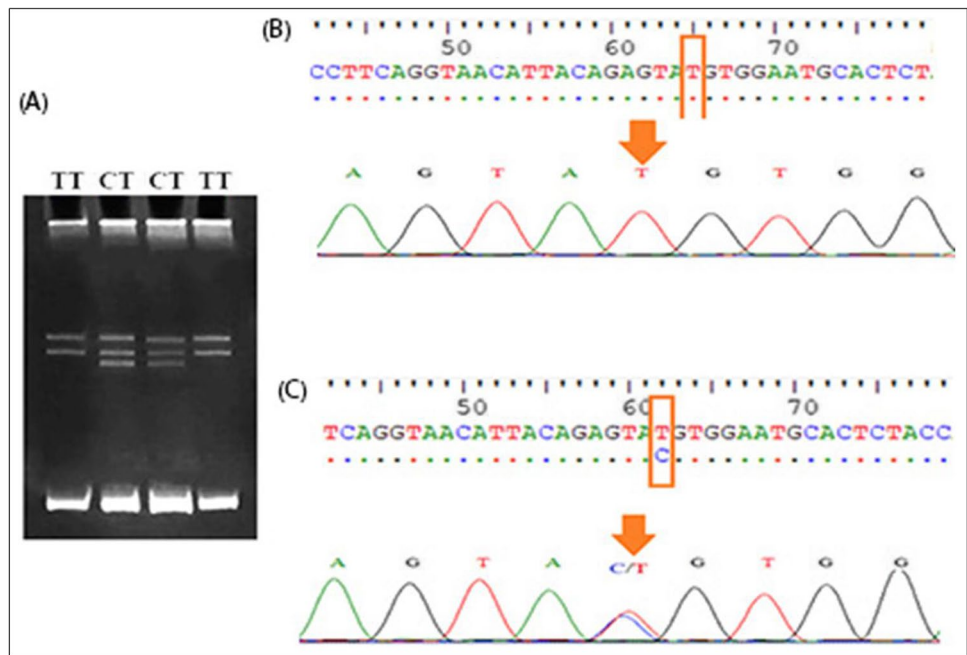 (A)
TT CT CT TT
(B)
50 60 70
CCTTCAGGTAACATTACAGAGTATGTGGAATGCACTCT
A G T A T G T G G
(C)
50 60 70
TCAGGTAACATTACAGAGTATGTGGAATGCACTCTACC
C
A G T A C/T G T G G